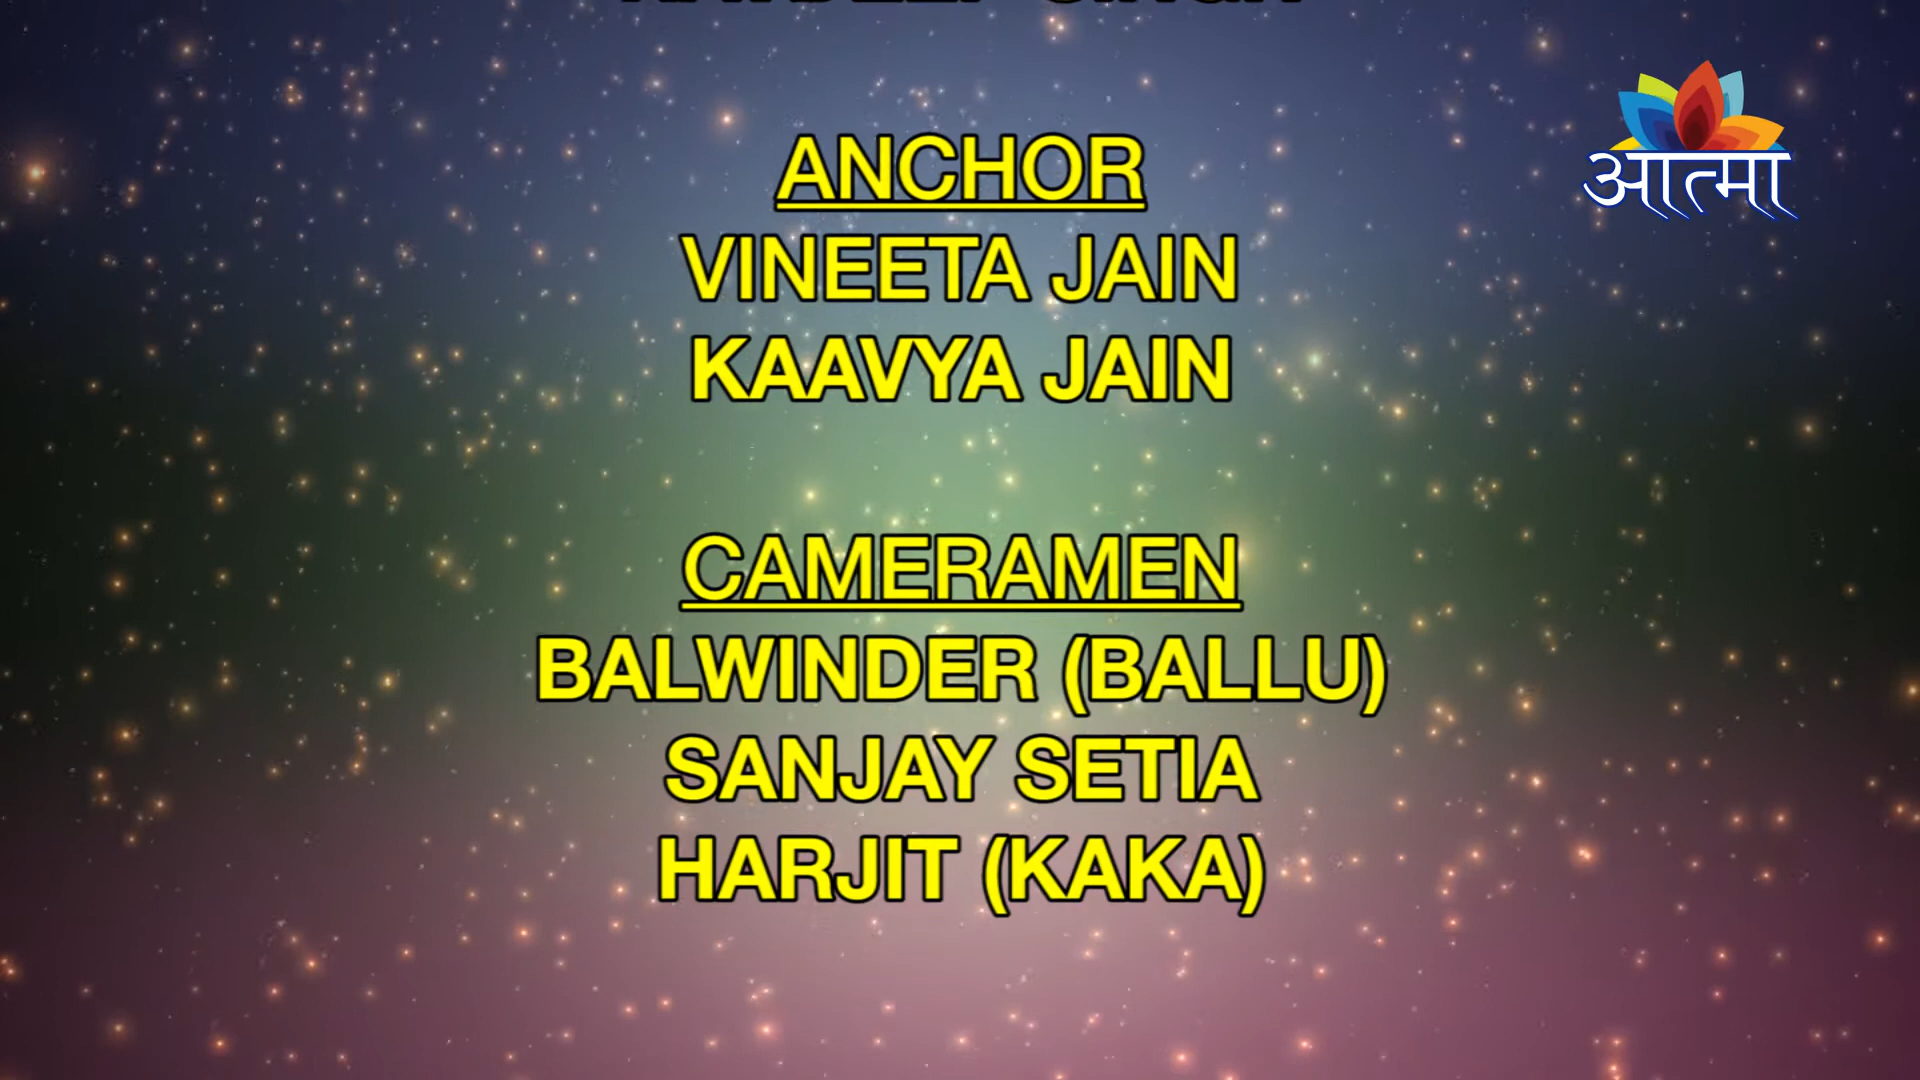 ANCHOR
VINEETA JAIN
KAAVYA JAIN
CAMERAMEN
BALWINDER (BALLU)
SANJAY SETIA
HARJIT (KAKA)
आत्मा